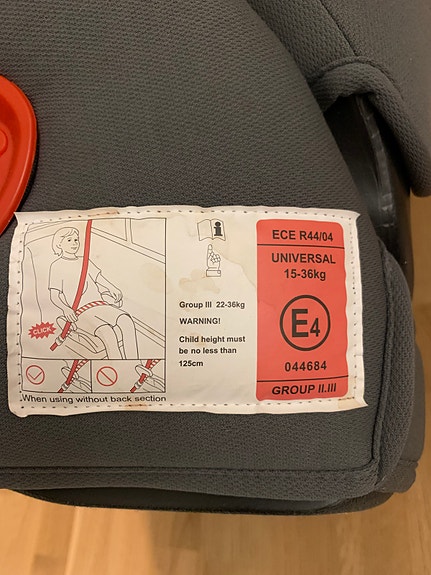 CLICK
When using without back section
Group III 22-36kg
WARNING!
Child height must
be no less than
125cm
ECE R44/04
UNIVERSAL
15-36kg
E4
044684
GROUP II.III